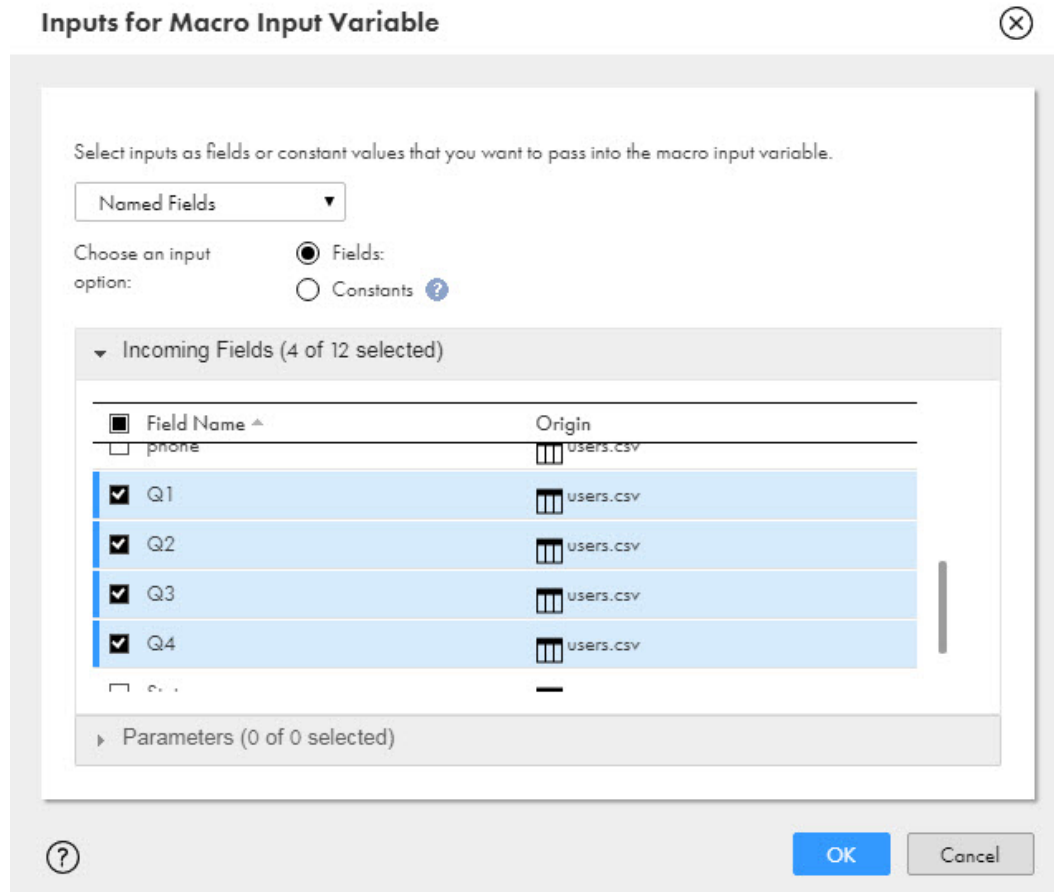 Inputs for Macro Input Variable
Select inputs as fields or constant values that you want to pass into the macro input variable.
Named Fields
Choose an input option:
Fields:
Constants ?
Incoming Fields (4 of 12 selected)
Field Name Origin
phone users.csv
Q1 users.csv
Q2 users.csv
Q3 users.csv
Q4 users.csv
Parameters (0 of 0 selected)
? OK Cancel